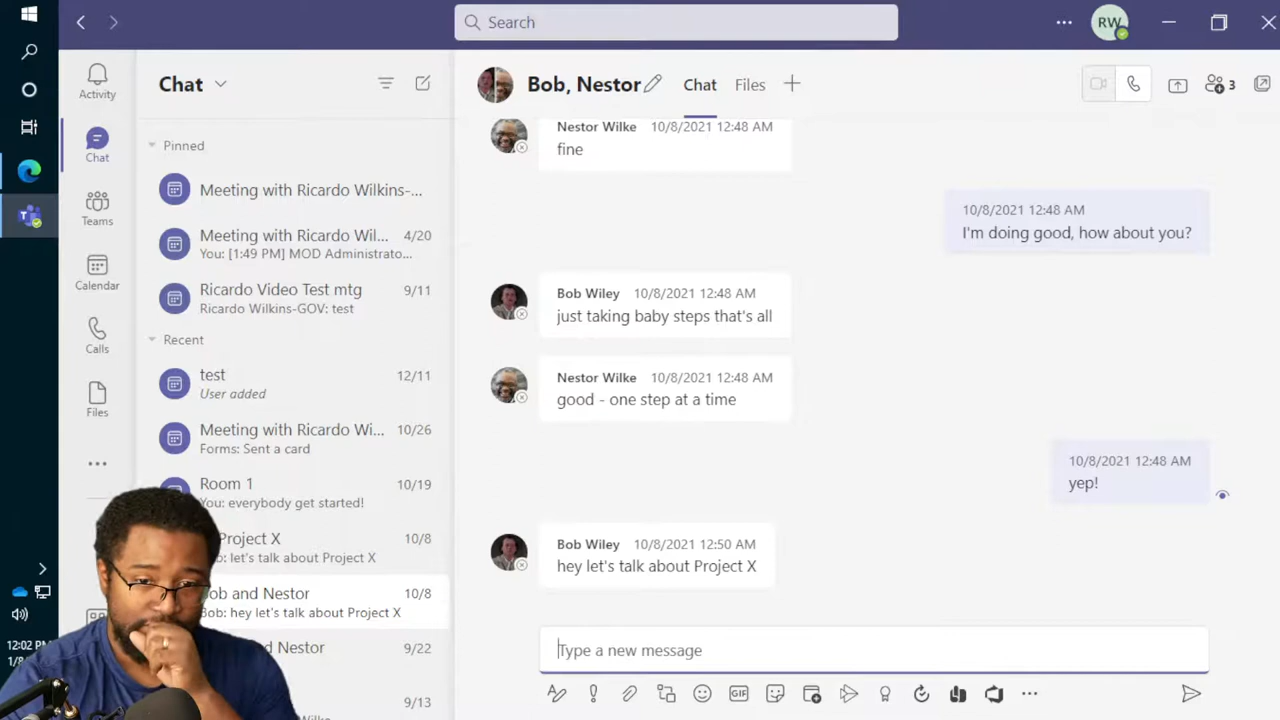 Search
RW
Activity
Chat
Teams
Calendar
Calls
Files
12:02
Chat
Pinned
Meeting with Ricardo Wilkins-...
Meeting with Ricardo Wil... 4/20
You: [1:49 PM] MOD Administrato...
Ricardo Video Test mtg 9/11
Ricardo Wilkins-GOV: test
Recent
test 12/11
User added
Meeting with Ricardo Wi... 10/26
Forms: Sent a card
Room 1 10/19
You: everybody get started!
Project X 10/8
let's talk about Project X
and Nestor 10/8
Bob: hey let's talk about Project X
Nestor 9/22
9/13
Bob, Nestor
Chat
Files
3
Nestor Wilke 10/8/2021 12:48 AM
fine
10/8/2021 12:48 AM
I'm doing good, how about you?
Bob Wiley 10/8/2021 12:48 AM
just taking baby steps that's all
Nestor Wilke 10/8/2021 12:48 AM
good - one step at a time
10/8/2021 12:48 AM
yep!
Bob Wiley 10/8/2021 12:50 AM
hey let's talk about Project X
Type a new message
GIF